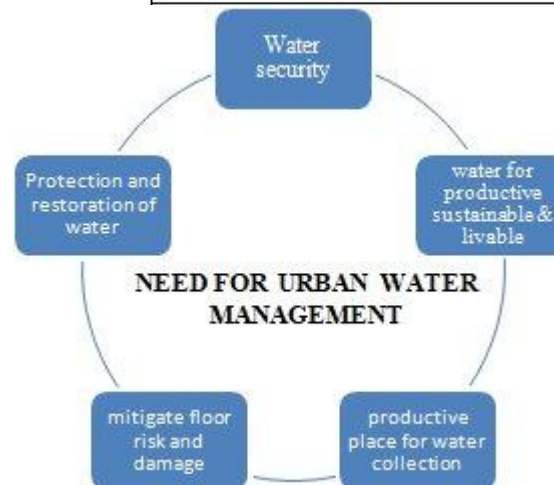 Water
security
Protection and
restoration of
water
water for
productive
sustainable &
livable
NEED FOR URBAN WATER
MANAGEMENT
mitigate floor
risk and
damage
productive
place for water
collection